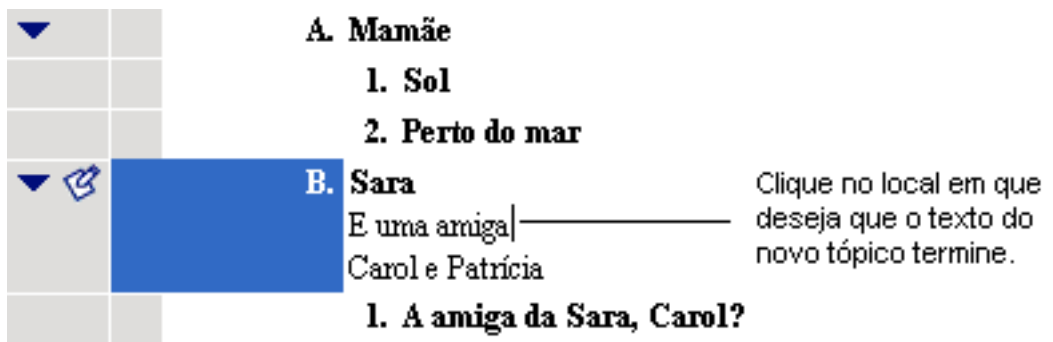 A. Mamãe
1. Sol
2. Perto do mar
B. Sara
E uma amiga
Carol e Patrícia
1. A amiga da Sara, Carol?
Clique no local em que
deseja que o texto do
novo tópico termine.